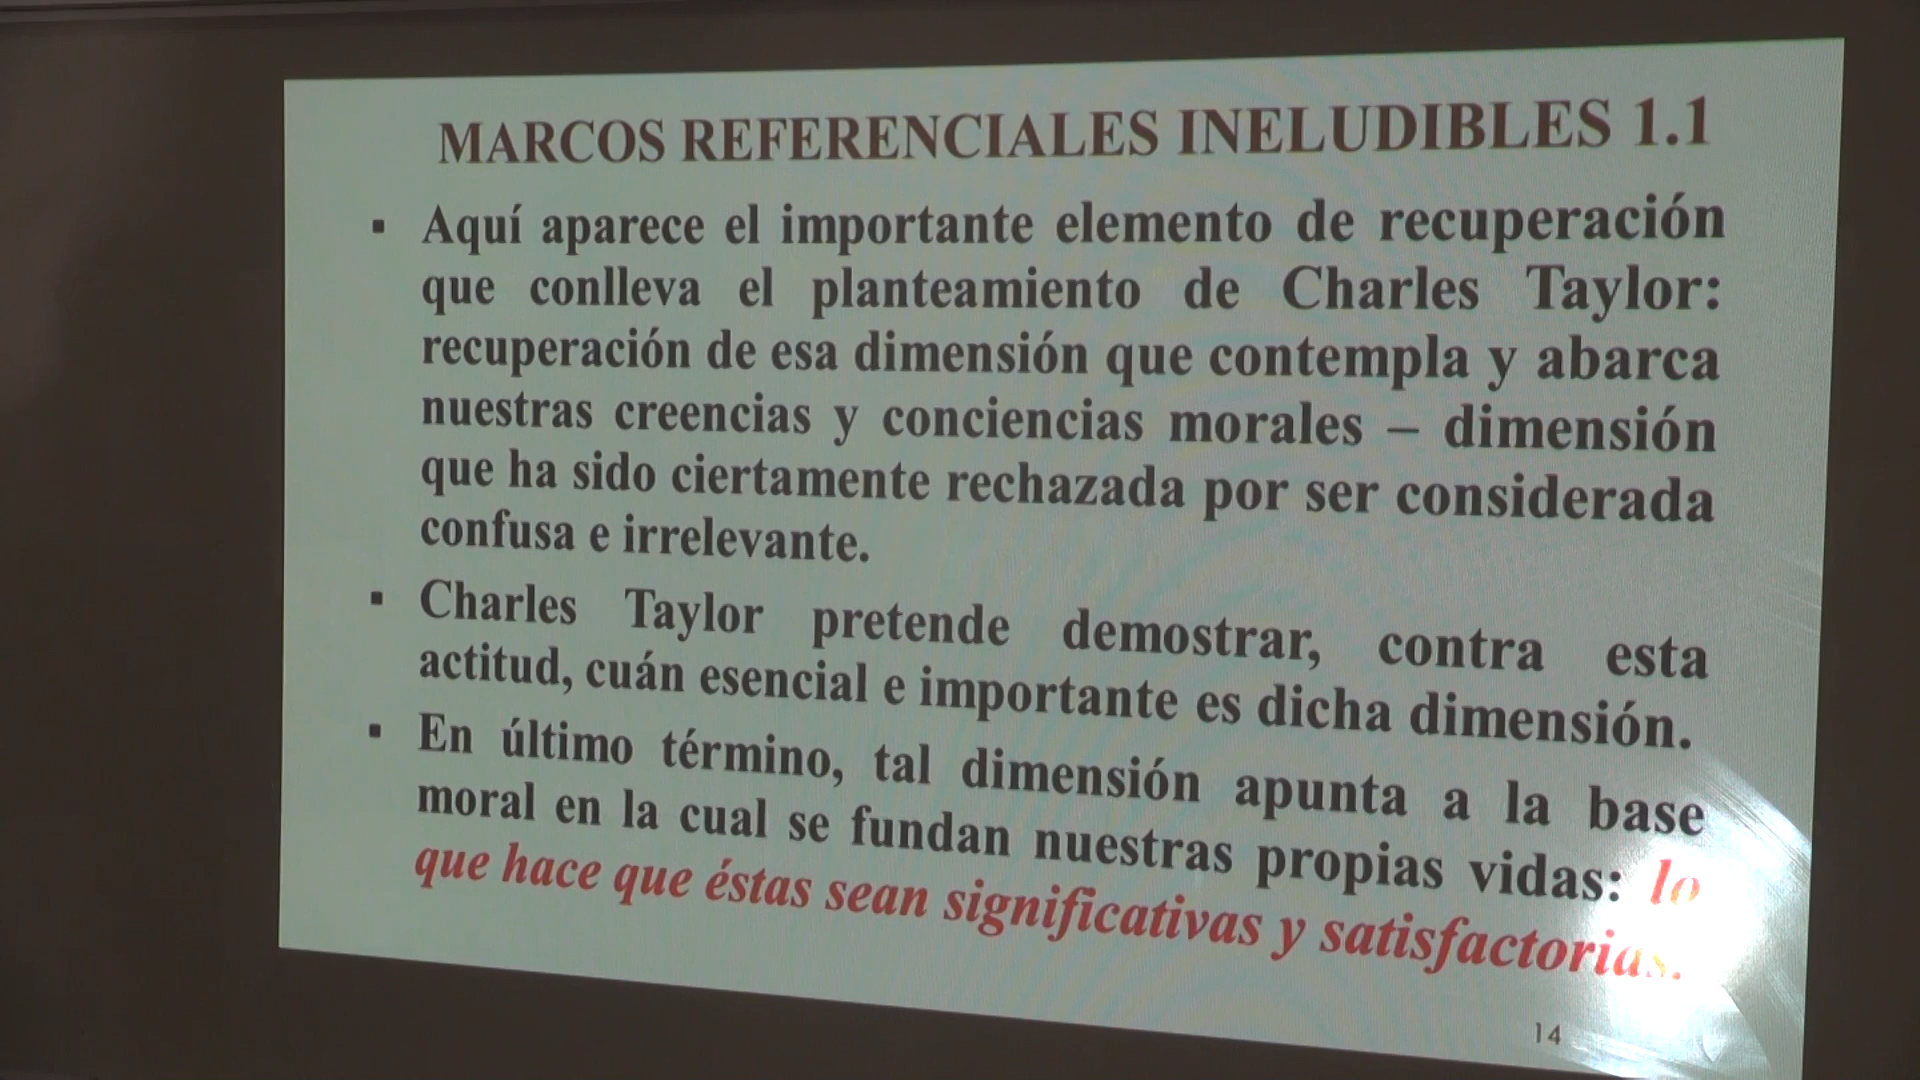 MARCOS REFERENCIALES INELUDIBLES 1.1
▪ Aquí aparece el importante elemento de recuperación
que conlleva el planteamiento de Charles Taylor:
recuperación de esa dimensión que contempla y abarca
nuestras creencias y conciencias morales – dimensión
que ha sido ciertamente rechazada por ser considerada
confusa e irrelevante.
▪ Charles Taylor pretende demostrar, contra esta
actitud, cuán esencial e importante es dicha dimensión.
▪ En último término, tal dimensión apunta a la base
moral en la cual se fundan nuestras propias vidas: lo
que hace que éstas sean significativas y satisfactorias.
14